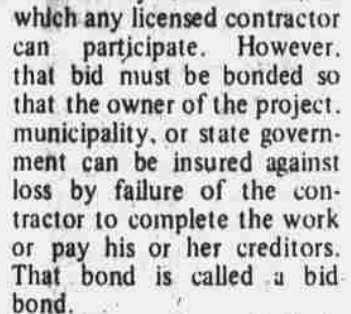 which any licensed contractor
can participate. However,
that bid must be bonded so
that the owner of the project,
municipality, or state govern-
ment can be insured against
loss by failure of the con-
tractor to complete the work
or pay his or her creditors.
That bond is called a bid
bond.